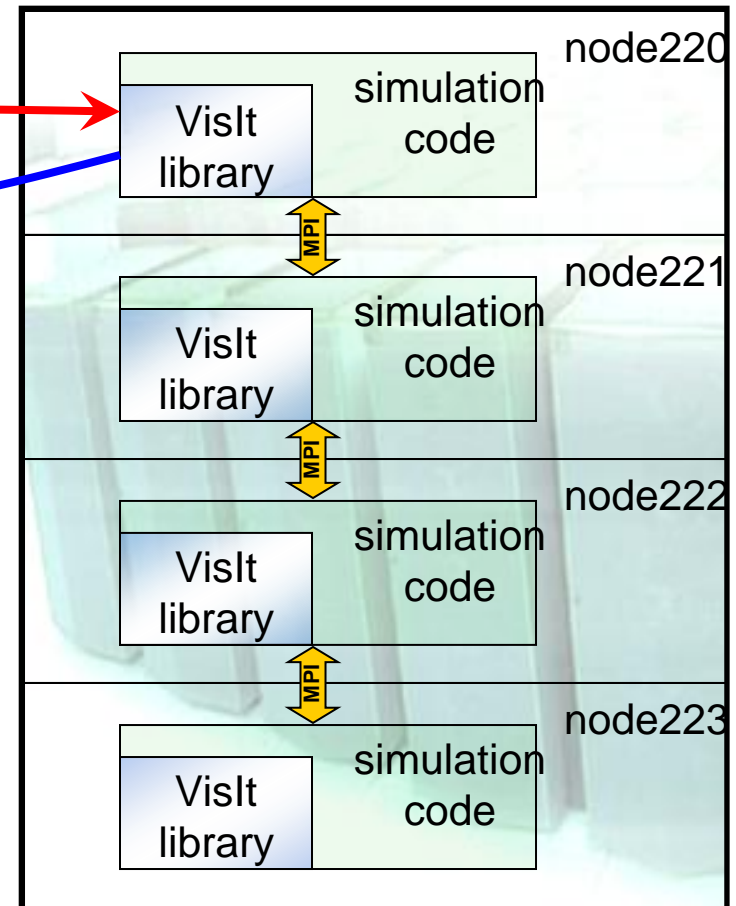 node220
simulation
code
VisIt
library
MPI
node221
simulation
code
VisIt
library
MPI
node222
simulation
code
VisIt
library
MPI
node223
simulation
code
VisIt
library